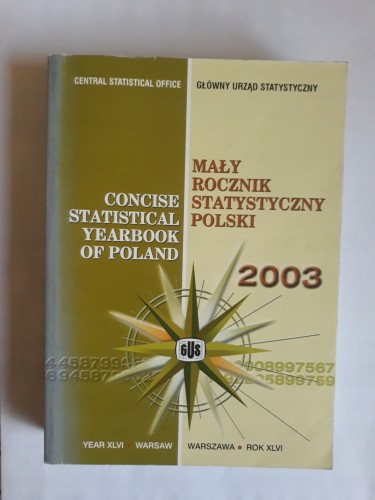 CENTRAL STATISTICAL OFFICE
GŁÓWNY URZĄD STATYSTYCZNY
CONCISE
STATISTICAL
YEARBOOK
OF POLAND
MAŁY
ROCZNIK
STATYSTYCZNY
POLSKI
2003
GUS
YEAR XLVI • WARSAW
WARSZAWA • ROK XLVI